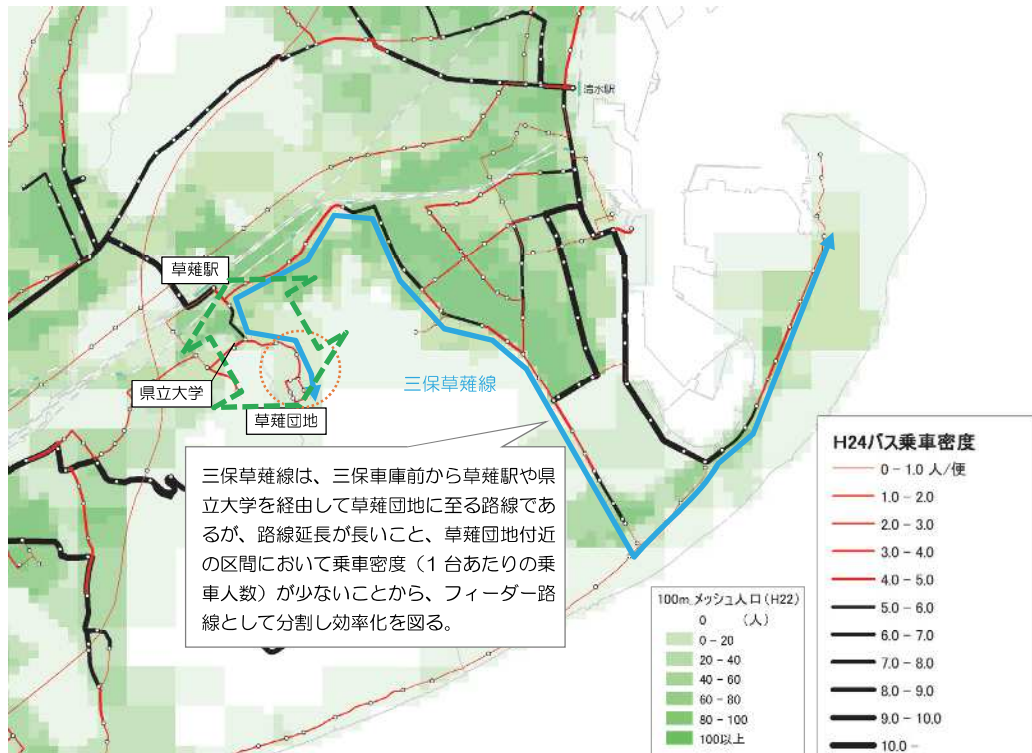 清水駅
草薙駅
県立大学
草薙団地
三保草薙線
三保草薙線は、三保車庫前から草薙駅や県
立大学を経由して草薙団地に至る路線であ
るが、路線延長が長いこと、草薙団地付近
の区間において乗車密度（1 台あたりの乗
車人数）が少ないことから、フィーダー路
線として分割し効率化を図る。
100m メッシュ人口(H22)
0 （人）
0 - 20
20 - 40
40 - 60
60 - 80
80 - 100
100以上
H24バス乗車密度
0 - 1.0 人/便
1.0 - 2.0
2.0 - 3.0
3.0 - 4.0
4.0 - 5.0
5.0 - 6.0
6.0 - 7.0
7.0 - 8.0
8.0 - 9.0
9.0 - 10.0
10.0 -